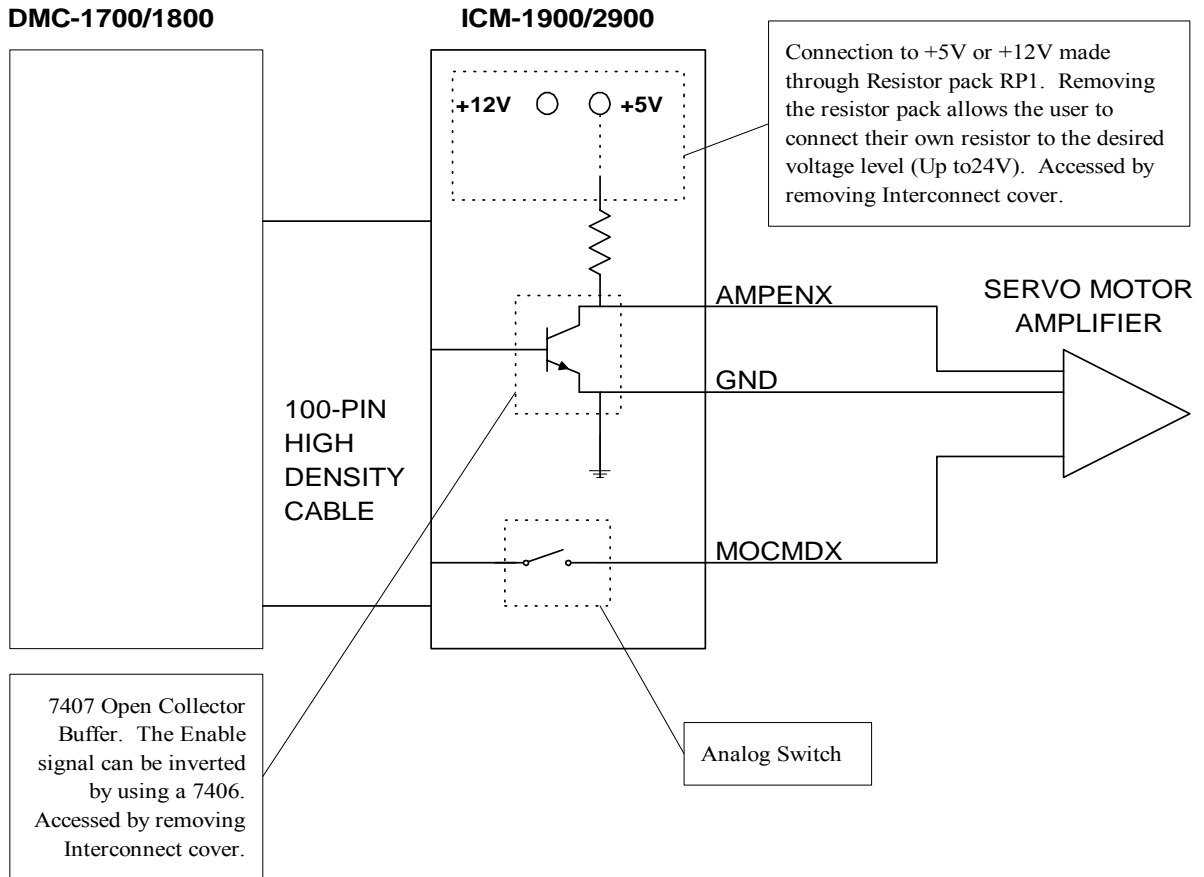 DMC-1700/1800
ICM-1900/2900
Connection to +5V or +12V made
through Resistor pack RP1. Removing
the resistor pack allows the user to
connect their own resistor to the desired
voltage level (Up to24V). Accessed by
removing Interconnect cover.
+12V
+5V
AMPENX
SERVO MOTOR
AMPLIFIER
GND
100-PIN
HIGH
DENSITY
CABLE
MOCMDX
7407 Open Collector
Buffer. The Enable
signal can be inverted
by using a 7406.
Accessed by removing
Interconnect cover.
Analog Switch